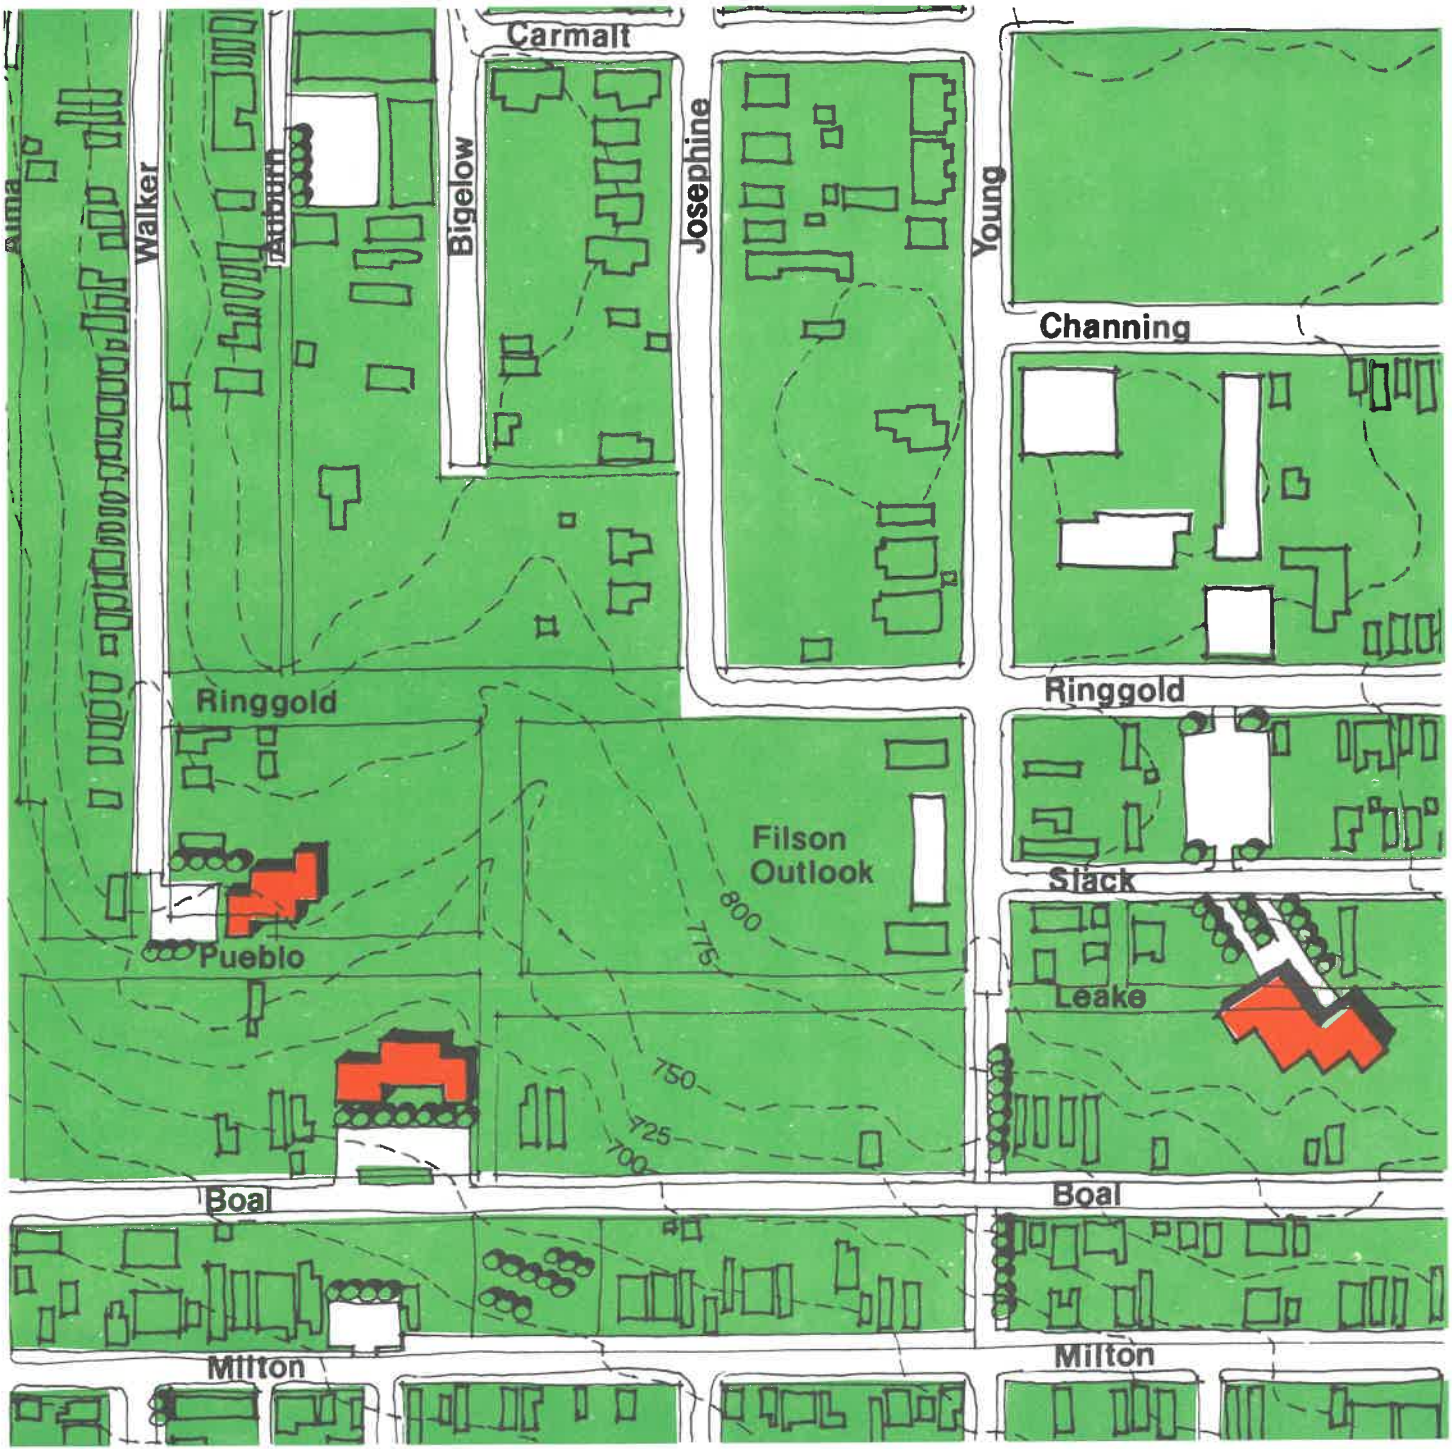 Carmalt
Alma
Walker
Auburn
Bigelow
Josephine
Young
Channing
Ringgold
Ringgold
Filson
Outlook
Slack
800
775
Pueblo
Leake
750
725
700
Boal
Boal
Milton
Milton